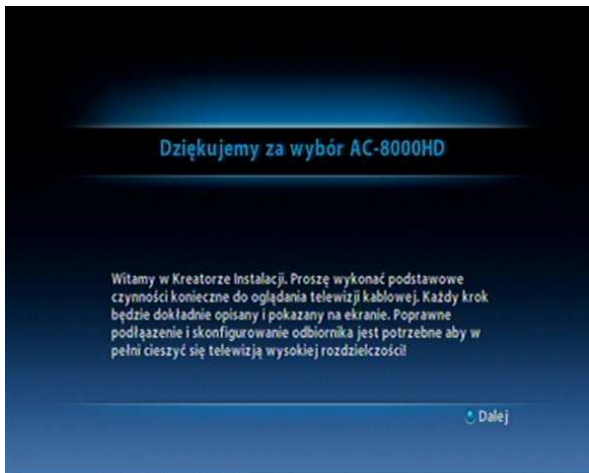 Dziękujemy za wybór AC-8000HD
Witamy w Kreatorze Instalacji. Proszę wykonać podstawowe
czynności konieczne do oglądania telewizji kablowej. Każdy krok
będzie dokładnie opisany i pokazany na ekranie. Poprawne
podłąazenie i skonfigurowanie odbiornika jest potrzebne aby w
pełni cieszyć się telewizją wysokiej rozdzielczości!
Dalej